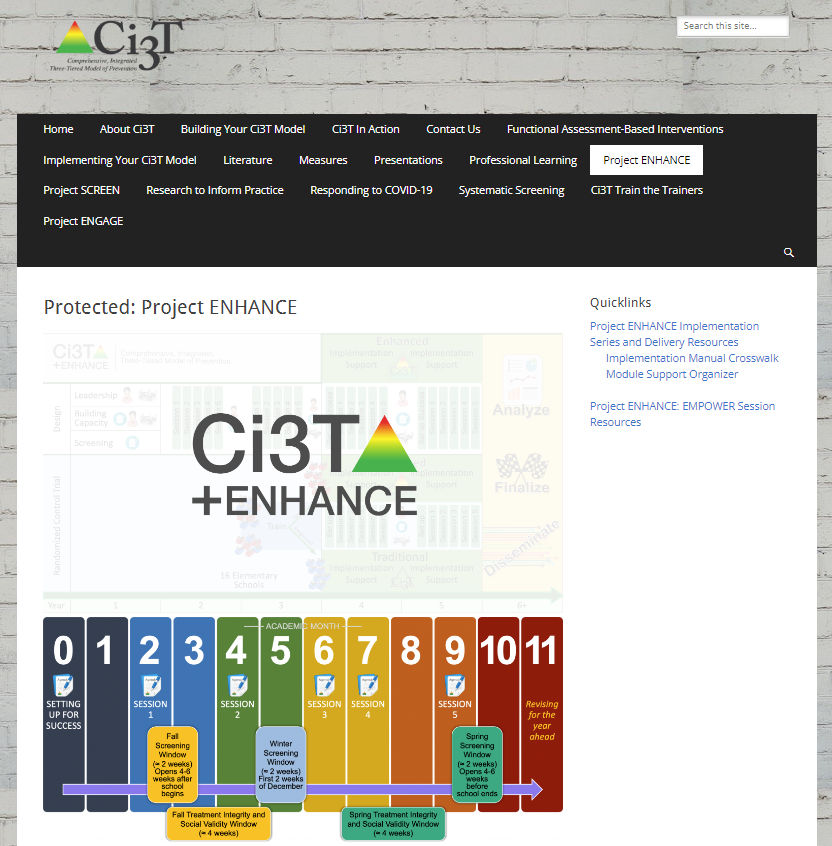 Ci3T
Comprehensive, Integrated
Three-Tiered Model of Prevention
Search this site...
Home About Ci3T Building Your Ci3T Model Ci3T In Action Contact Us Functional Assessment-Based Interventions
Implementing Your Ci3T Model Literature Measures Presentations Professional Learning Project ENHANCE
Project SCREEN Research to Inform Practice Responding to COVID-19 Systematic Screening Ci3T Train the Trainers
Project ENGAGE
Protected: Project ENHANCE
Quicklinks
Project ENHANCE Implementation
Series and Delivery Resources
Implementation Manual Crosswalk
Module Support Organizer
Project ENHANCE: EMPOWER Session
Resources
Ci3T
+ENHANCE
Comprehensive, Integrated
Three-Tiered Model of Prevention
Enhanced
Implementation Support
Implementation Support
Design
Leadership
Building
Capacity
Screening
Analyze
Ci3T
+ENHANCE
Randomized Control Trial
Implementation
Support
Finalize
Train
Disseminate
Traditional
Implementation Support
Implementation Support
16 Elementary
Schools
Year 1 2 3 4 5 6+
ACADEMIC MONTH
0 1 2 3 4 5 6 7 8 9 10 11
SETTING
UP FOR
SUCCESS
SESSION
1
SESSION
2
SESSION
3
SESSION
4
SESSION
5
Revising
for the
year
ahead
Fall
Screening
Window
(≈ 2 weeks)
Opens 4-6
weeks after
school
begins
Winter
Screening
Window
(≈ 2 weeks)
First 2 weeks
of December
Spring
Screening
Window
(≈ 2 weeks)
Opens 4-6
weeks
before
school ends
Fall Treatment Integrity and
Social Validity Window
(≈ 4 weeks)
Spring Treatment Integrity
and Social Validity Window
(≈ 4 weeks)